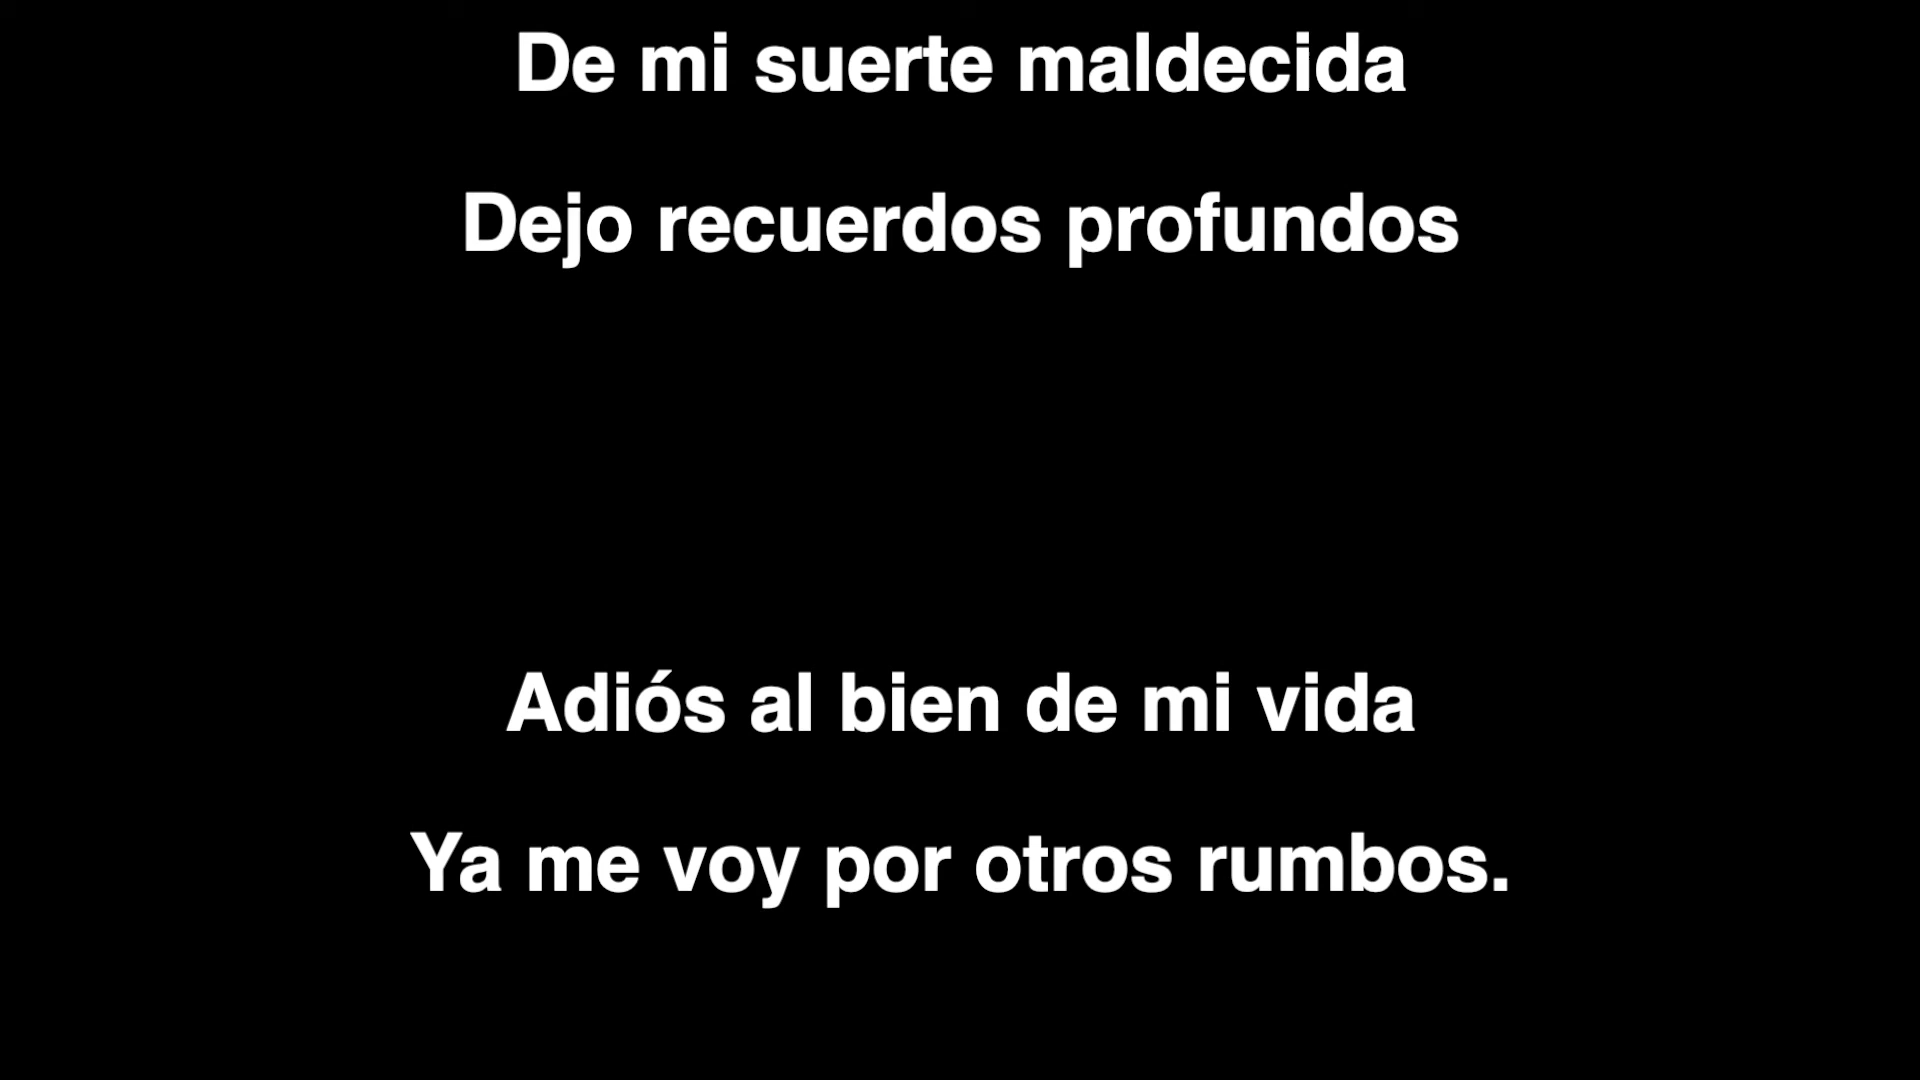 De mi suerte maldecida
Dejo recuerdos profundos
Adiós al bien de mi vida
Ya me voy por otros rumbos.